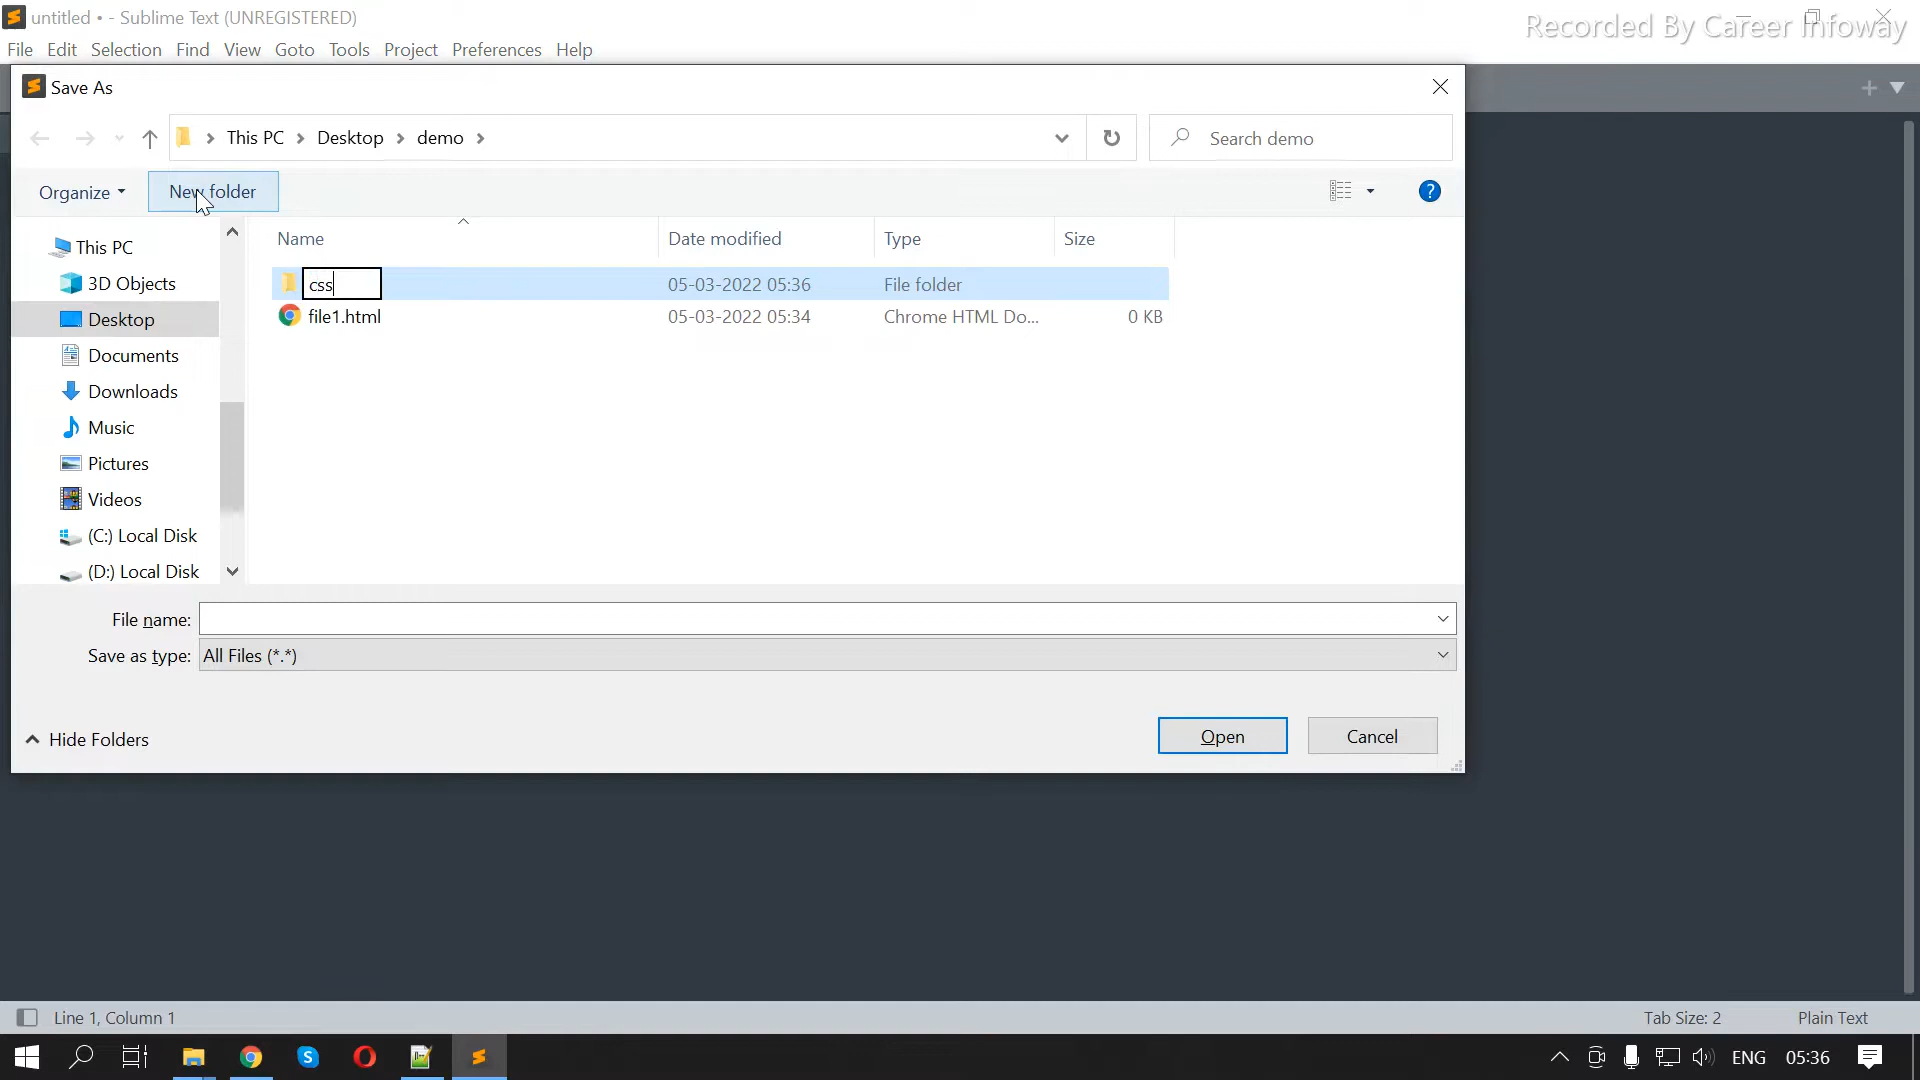 untitled • - Sublime Text (UNREGISTERED)
Recorded By Career Infoway
File Edit Selection Find View Goto Tools Project Preferences Help
Save As
This PC > Desktop > demo >
Search demo
Organize
New folder
?
Name Date modified Type Size
css 05-03-2022 05:36 File folder
file1.html 05-03-2022 05:34 Chrome HTML Do... 0 KB
This PC
3D Objects
Desktop
Documents
Downloads
Music
Pictures
Videos
(C:) Local Disk
(D:) Local Disk
File name:
Save as type: All Files (*.*)
Hide Folders
Open Cancel
Line 1, Column 1
Tab Size: 2 Plain Text
ENG 05:36